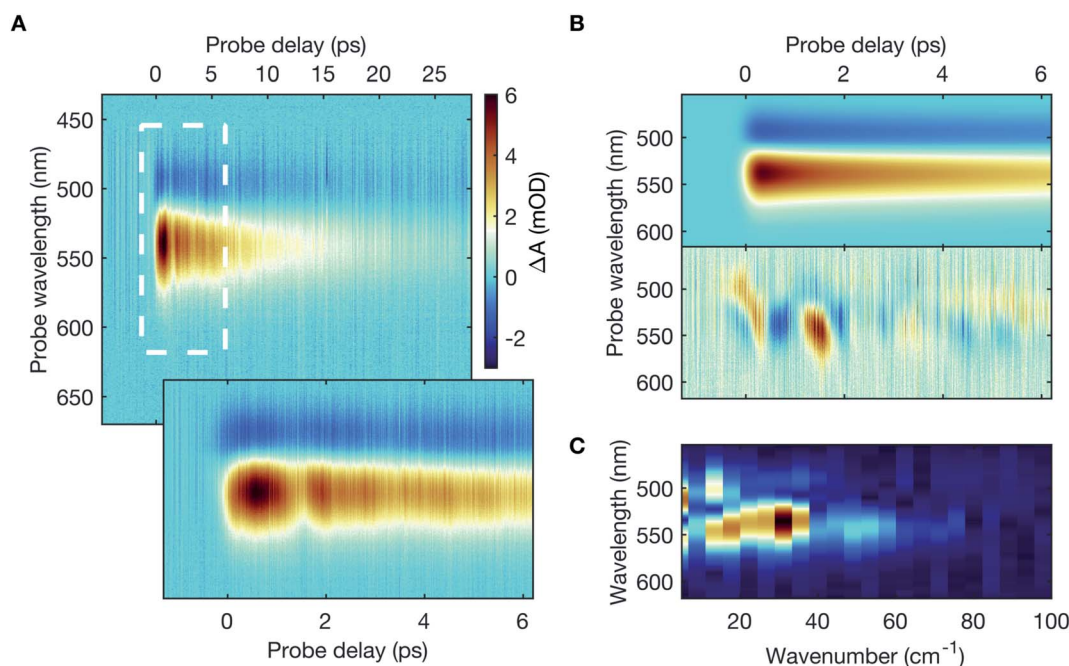 A
Probe delay (ps)
0 5 10 15 20 25
450
500
550
600
650
Probe wavelength (nm)
6
4
2
0
-2
ΔA (mOD)
0 2 4 6
Probe delay (ps)
B
Probe delay (ps)
0 2 4 6
500
550
600
500
550
600
Probe wavelength (nm)
C
500
550
600
Wavelength (nm)
20 40 60 80 100
Wavenumber (cm⁻¹)